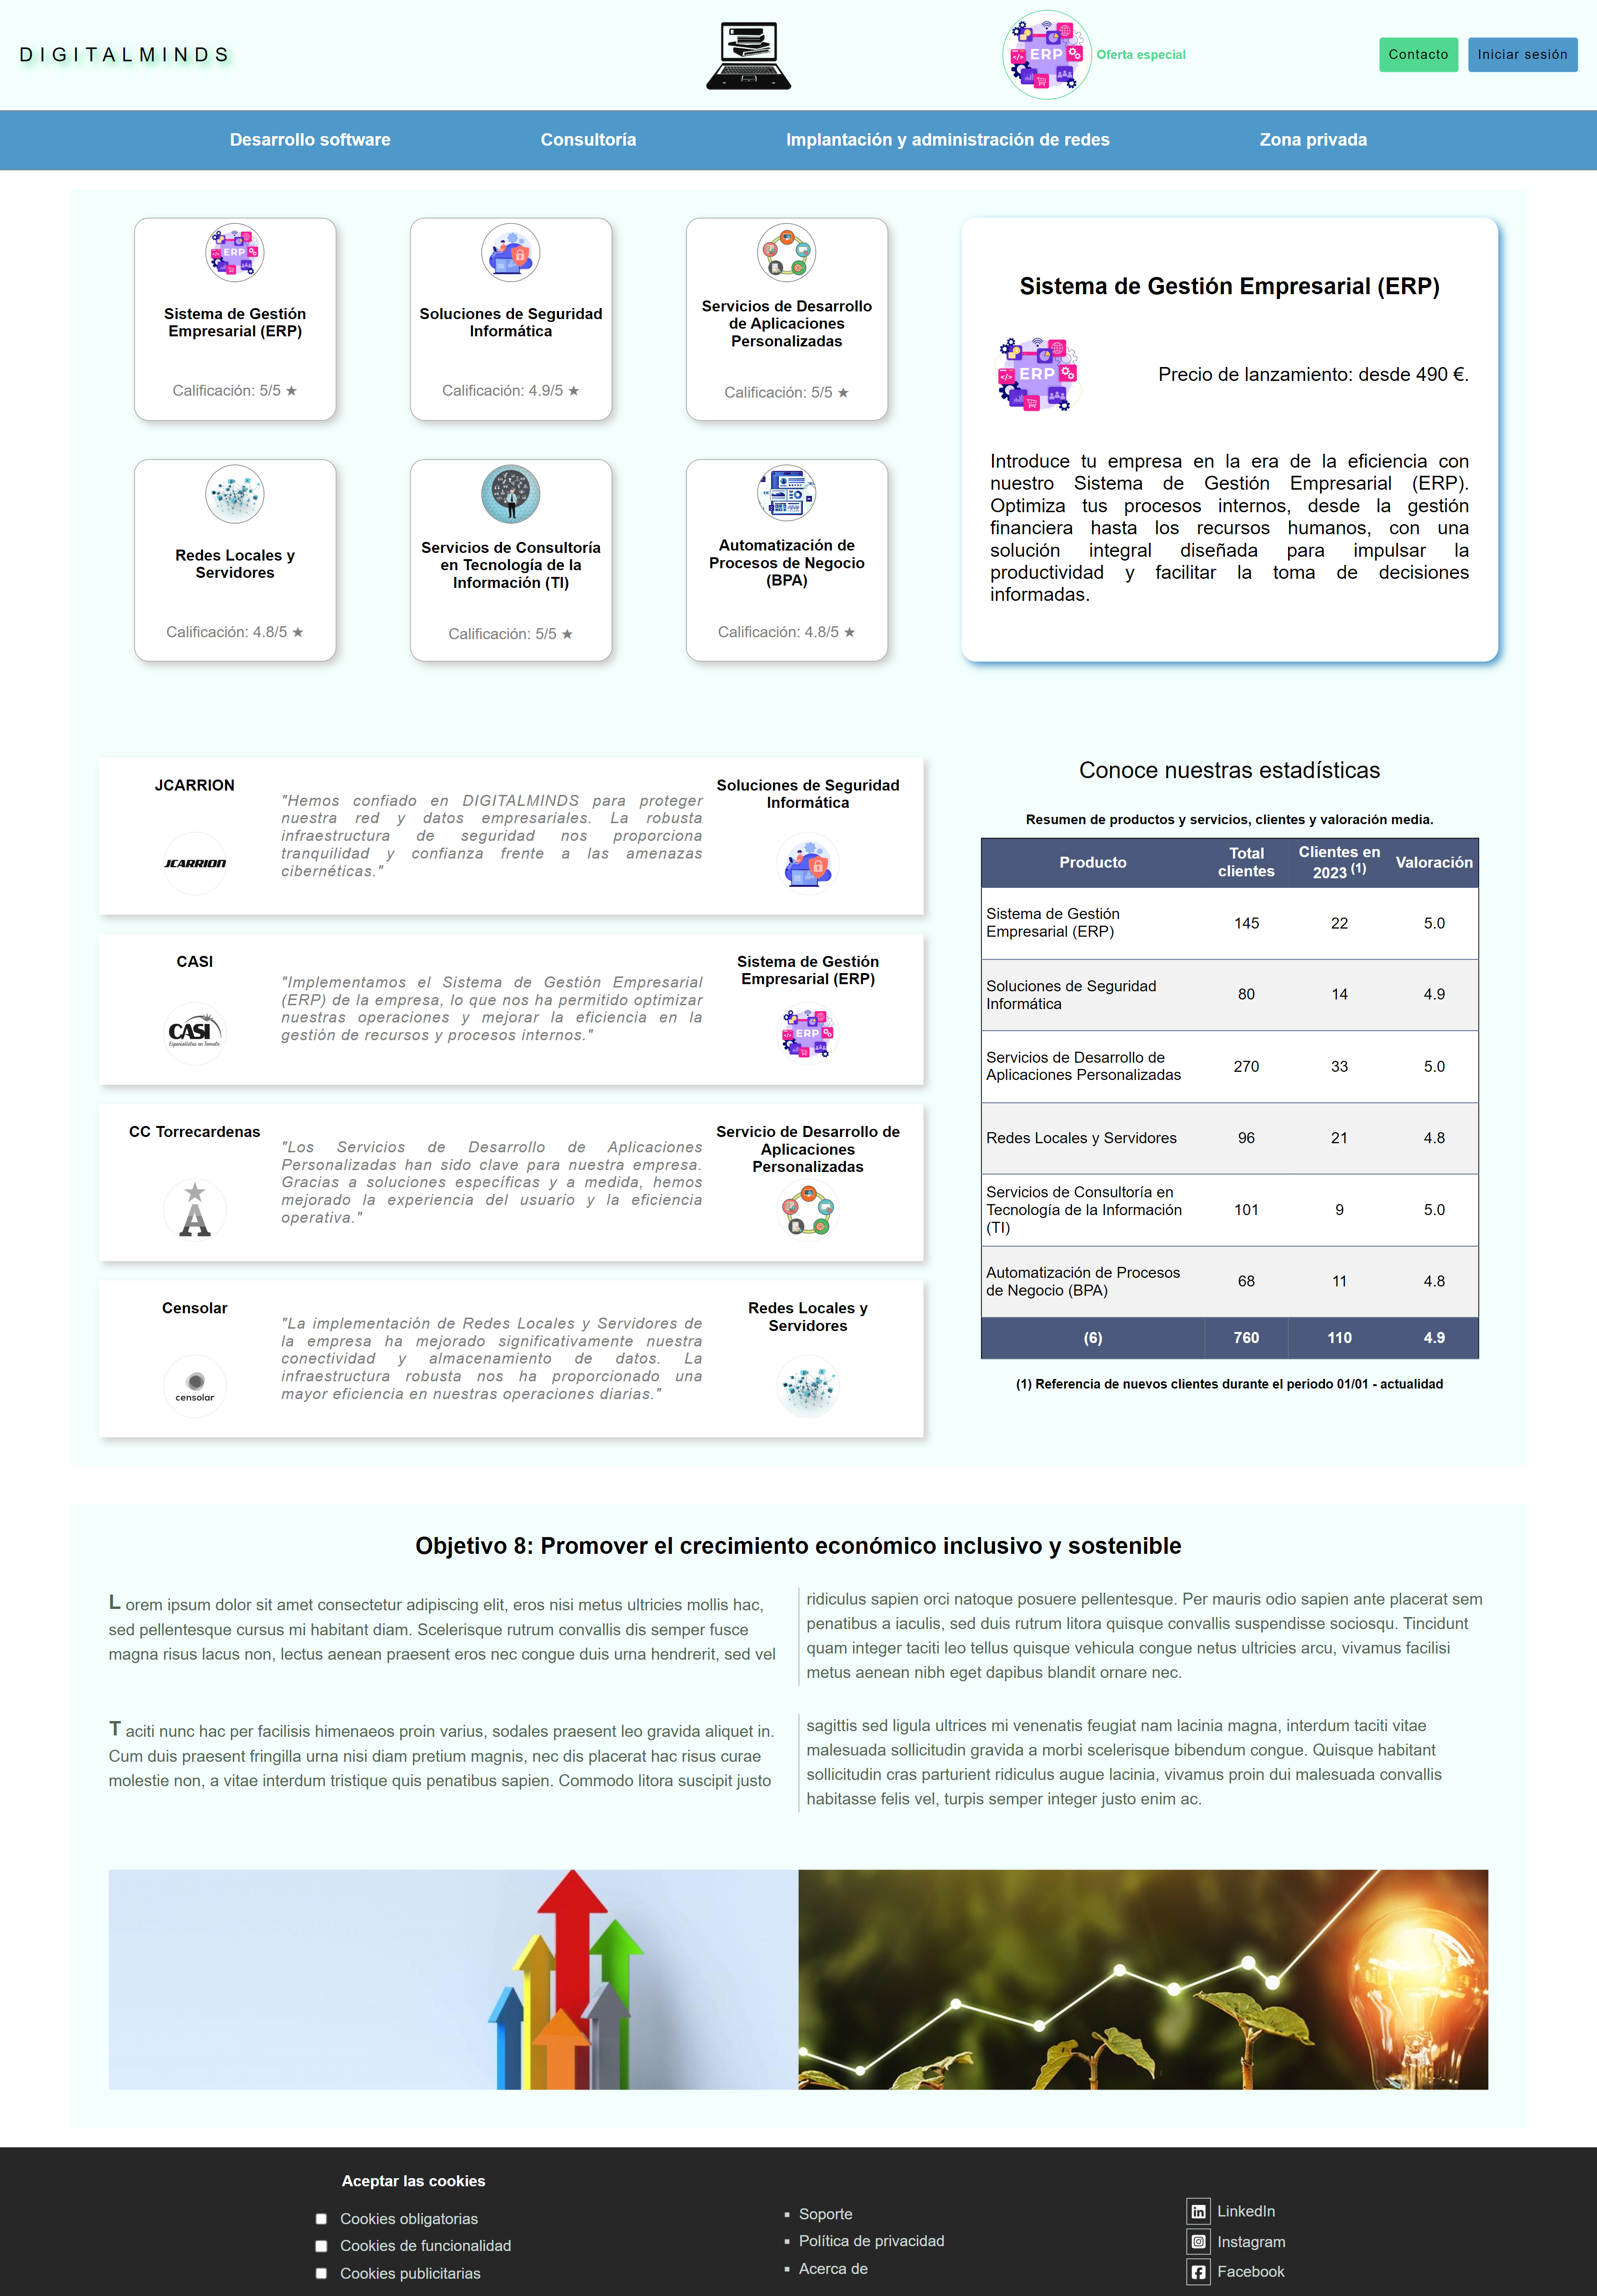 DIGITALMINDS
ERP
Oferta especial
Contacto
Iniciar sesión
Desarrollo software
Consultoría
Implantación y administración de redes
Zona privada
ERP
Sistema de Gestión
Empresarial (ERP)
Calificación: 5/5 ★
Soluciones de Seguridad
Informática
Calificación: 4.9/5 ★
Servicios de Desarrollo
de Aplicaciones
Personalizadas
Calificación: 5/5 ★
Redes Locales y
Servidores
Calificación: 4.8/5 ★
Servicios de Consultoría
en Tecnología de la
Información (TI)
Calificación: 5/5 ★
Automatización de
Procesos de Negocio
(BPA)
Calificación: 4.8/5 ★
Sistema de Gestión Empresarial (ERP)
ERP
Precio de lanzamiento: desde 490 €.
Introduce tu empresa en la era de la eficiencia con
nuestro Sistema de Gestión Empresarial (ERP).
Optimiza tus procesos internos, desde la gestión
financiera hasta los recursos humanos, con una
solución integral diseñada para impulsar la
productividad y facilitar la toma de decisiones
informadas.
JCARRION
JCARRION
"Hemos confiado en DIGITALMINDS para proteger
nuestra red y datos empresariales. La robusta
infraestructura de seguridad nos proporciona
tranquilidad y confianza frente a las amenazas
cibernéticas."
Soluciones de Seguridad
Informática
CASI
CASI
Especialistas en Tomate
"Implementamos el Sistema de Gestión Empresarial
(ERP) de la empresa, lo que nos ha permitido optimizar
nuestras operaciones y mejorar la eficiencia en la
gestión de recursos y procesos internos."
Sistema de Gestión
Empresarial (ERP)
ERP
CC Torrecardenas
A
"Los Servicios de Desarrollo de Aplicaciones
Personalizadas han sido clave para nuestra empresa.
Gracias a soluciones específicas y a medida, hemos
mejorado la experiencia del usuario y la eficiencia
operativa."
Servicio de Desarrollo de
Aplicaciones
Personalizadas
Censolar
censolar
"La implementación de Redes Locales y Servidores de
la empresa ha mejorado significativamente nuestra
conectividad y almacenamiento de datos. La
infraestructura robusta nos ha proporcionado una
mayor eficiencia en nuestras operaciones diarias."
Redes Locales y
Servidores
Conoce nuestras estadísticas
Resumen de productos y servicios, clientes y valoración media.
Producto Total clientes Clientes en 2023 (1) Valoración
Sistema de Gestión
Empresarial (ERP) 145 22 5.0
Soluciones de Seguridad
Informática 80 14 4.9
Servicios de Desarrollo de
Aplicaciones Personalizadas 270 33 5.0
Redes Locales y Servidores 96 21 4.8
Servicios de Consultoría en
Tecnología de la Información
(TI) 101 9 5.0
Automatización de Procesos
de Negocio (BPA) 68 11 4.8
(6) 760 110 4.9
(1) Referencia de nuevos clientes durante el periodo 01/01 - actualidad
Objetivo 8: Promover el crecimiento económico inclusivo y sostenible
L orem ipsum dolor sit amet consectetur adipiscing elit, eros nisi metus ultricies mollis hac,
sed pellentesque cursus mi habitant diam. Scelerisque rutrum convallis dis semper fusce
magna risus lacus non, lectus aenean praesent eros nec congue duis urna hendrerit, sed vel
ridiculus sapien orci natoque posuere pellentesque. Per mauris odio sapien ante placerat sem
penatibus a iaculis, sed duis rutrum litora quisque convallis suspendisse sociosqu. Tincidunt
quam integer taciti leo tellus quisque vehicula congue netus ultricies arcu, vivamus facilisi
metus aenean nibh eget dapibus blandit ornare nec.
T aciti nunc hac per facilisis himenaeos proin varius, sodales praesent leo gravida aliquet in.
Cum duis praesent fringilla urna nisi diam pretium magnis, nec dis placerat hac risus curae
molestie non, a vitae interdum tristique quis penatibus sapien. Commodo litora suscipit justo
sagittis sed ligula ultrices mi venenatis feugiat nam lacinia magna, interdum taciti vitae
malesuada sollicitudin gravida a morbi scelerisque bibendum congue. Quisque habitant
sollicitudin cras parturient ridiculus augue lacinia, vivamus proin dui malesuada convallis
habitasse felis vel, turpis semper integer justo enim ac.
Aceptar las cookies
Cookies obligatorias
Cookies de funcionalidad
Cookies publicitarias
Soporte
Política de privacidad
Acerca de
LinkedIn
Instagram
Facebook